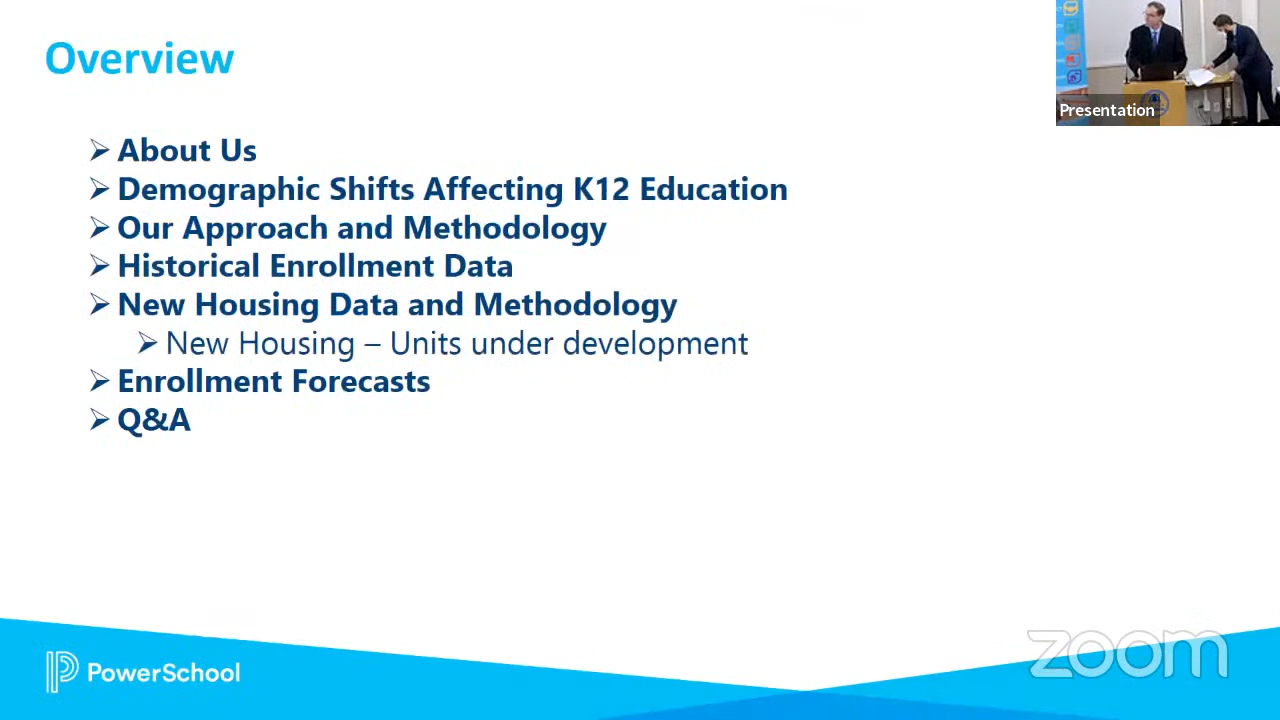 Overview
Presentation
About Us
Demographic Shifts Affecting K12 Education
Our Approach and Methodology
Historical Enrollment Data
New Housing Data and Methodology
New Housing – Units under development
Enrollment Forecasts
Q&A
PowerSchool
zoom